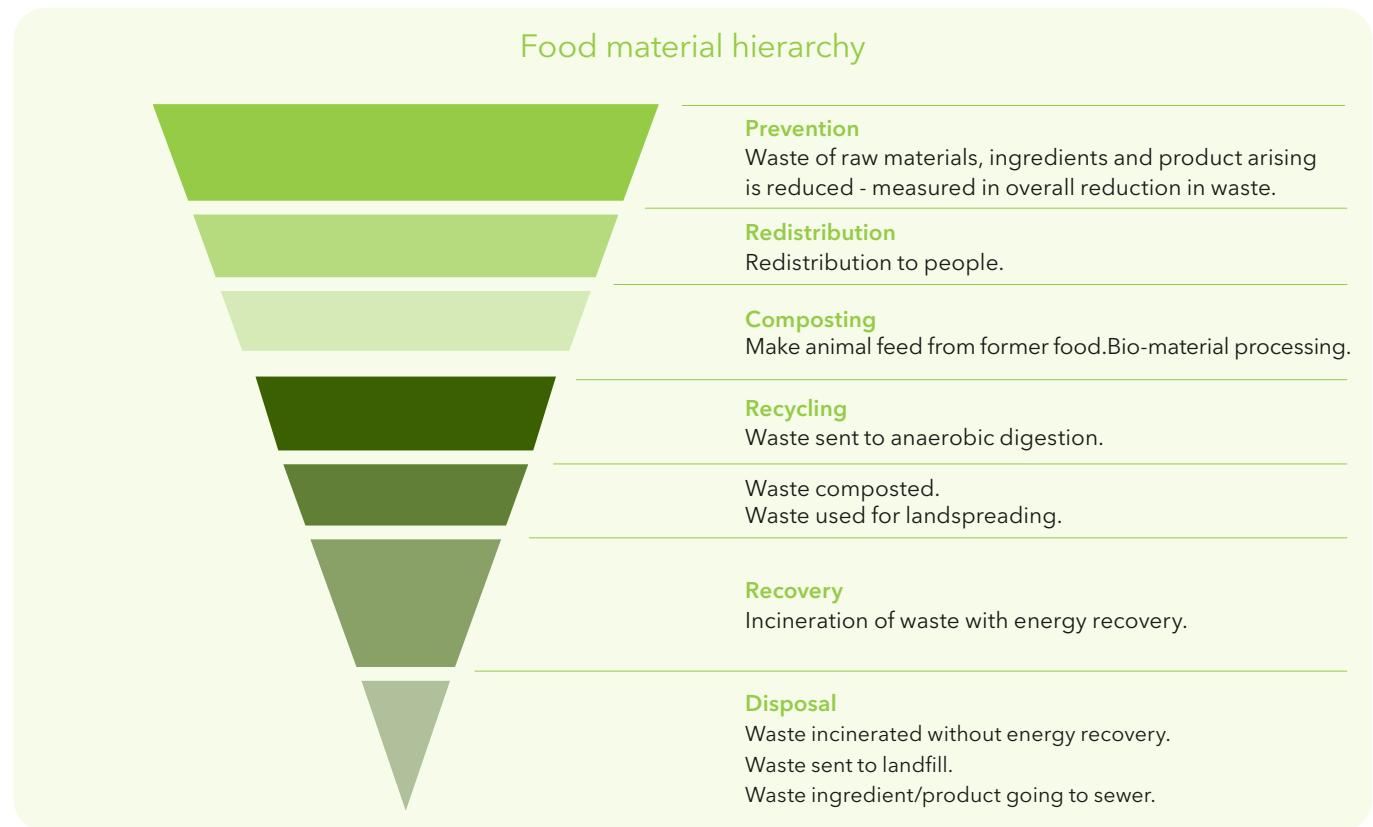 Food material hierarchy
Prevention
Waste of raw materials, ingredients and product arising
is reduced - measured in overall reduction in waste.
Redistribution
Redistribution to people.
Composting
Make animal feed from former food.Bio-material processing.
Recycling
Waste sent to anaerobic digestion.
Waste composted.
Waste used for landspreading.
Recovery
Incineration of waste with energy recovery.
Disposal
Waste incinerated without energy recovery.
Waste sent to landfill.
Waste ingredient/product going to sewer.